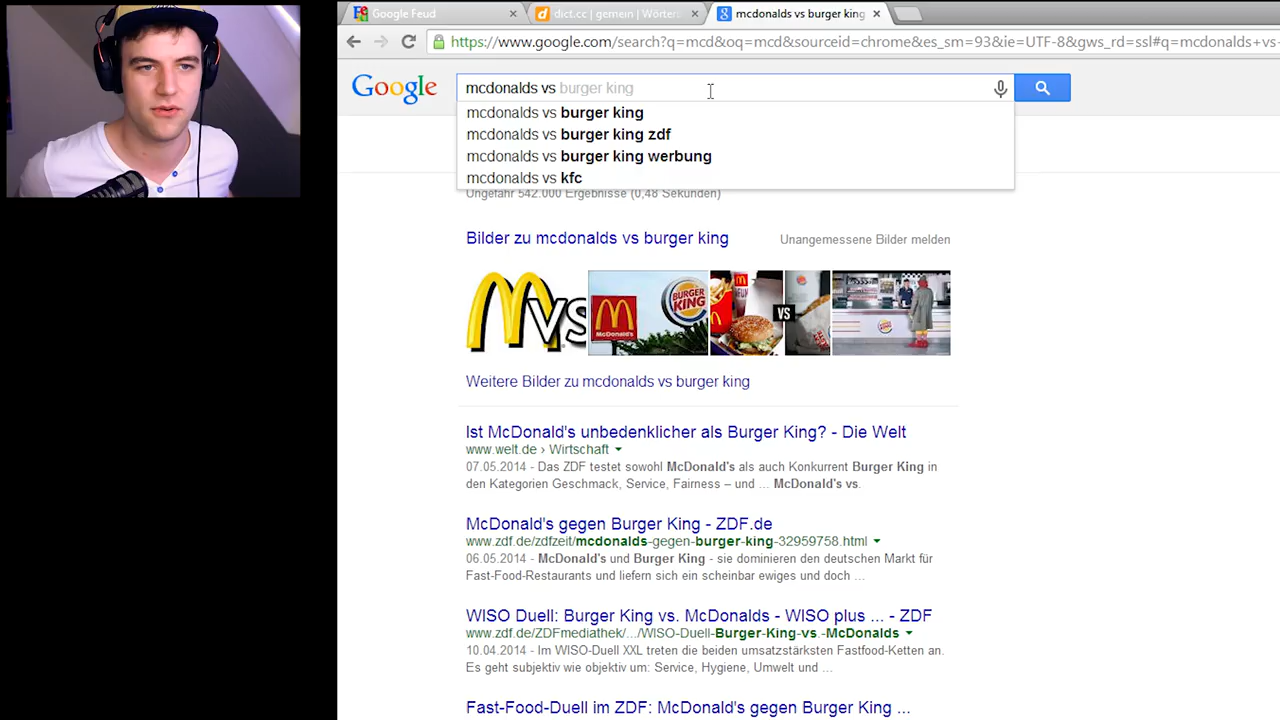 Google Feud
dict.cc | gemein | Wörterb
mcdonalds vs burger king
https://www.google.com/search?q=mcd&oq=mcd&sourceid=chrome&es_sm=93&ie=UTF-8&gws_rd=ssl#q=mcdonalds+vs+
Google
mcdonalds vs burger king
mcdonalds vs burger king
mcdonalds vs burger king zdf
mcdonalds vs burger king werbung
mcdonalds vs kfc
Ungefähr 542.000 Ergebnisse (0,48 Sekunden)
Bilder zu mcdonalds vs burger king
Unangemessene Bilder melden
VS
McDonald's
BURGER KING
VS
Weitere Bilder zu mcdonalds vs burger king
Ist McDonald's unbedenklicher als Burger King? - Die Welt
www.welt.de › Wirtschaft
07.05.2014 - Das ZDF testet sowohl McDonald's als auch Konkurrent Burger King in
den Kategorien Geschmack, Service, Fairness – und ... McDonald's vs.
McDonald's gegen Burger King - ZDF.de
www.zdf.de/zdfzeit/mcdonalds-gegen-burger-king-32959758.html
06.05.2014 - McDonald's und Burger King - sie dominieren den deutschen Markt für
Fast-Food-Restaurants und liefern sich ein scheinbar ewiges und doch ...
WISO Duell: Burger King vs. McDonalds - WISO plus ... - ZDF
www.zdf.de/ZDFmediathek/.../WISO-Duell-Burger-King-vs.-McDonalds
10.04.2014 - Im WISO-Duell XXL treten die beiden umsatzstärksten Fastfood-Ketten an.
Es geht subjektiv wie objektiv um: Service, Hygiene, Umwelt und ...
Fast-Food-Duell im ZDF: McDonald's gegen Burger King ...